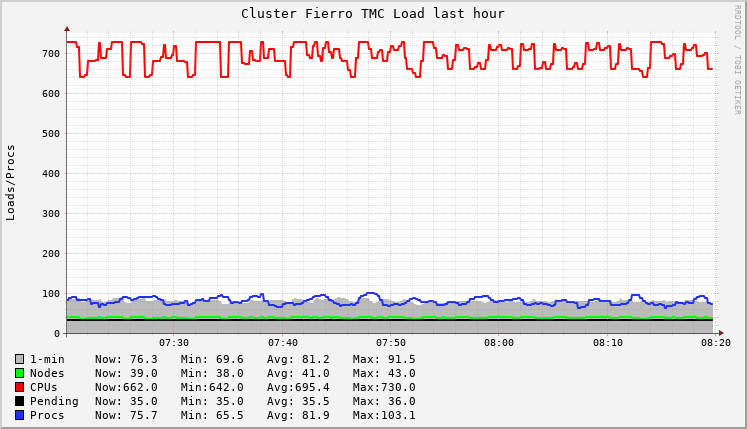 Cluster Fierro TMC Load last hour
RRDTOOL / TOBI OETIKER
Loads/Procs
700
600
500
400
300
200
100
0
07:30 07:40 07:50 08:00 08:10 08:20
1-min Now: 76.3 Min: 69.6 Avg: 81.2 Max: 91.5
Nodes Now: 39.0 Min: 38.0 Avg: 41.0 Max: 43.0
CPUs Now:662.0 Min:642.0 Avg:695.4 Max:730.0
Pending Now: 35.0 Min: 35.0 Avg: 35.5 Max: 36.0
Procs Now: 75.7 Min: 65.5 Avg: 81.9 Max:103.1